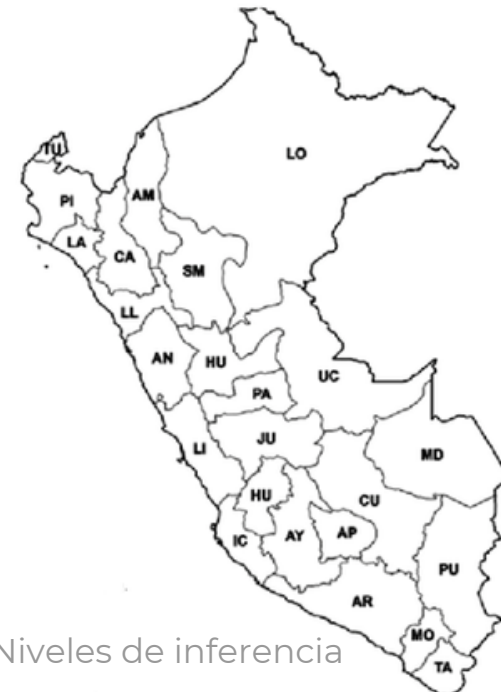 LO
TU
AM
PI
LA
CA
SM
LL
AN
HU
UC
PA
LI
JU
MD
HU
CU
IC
AY
AP
PU
AR
MO
TA
Niveles de inferencia